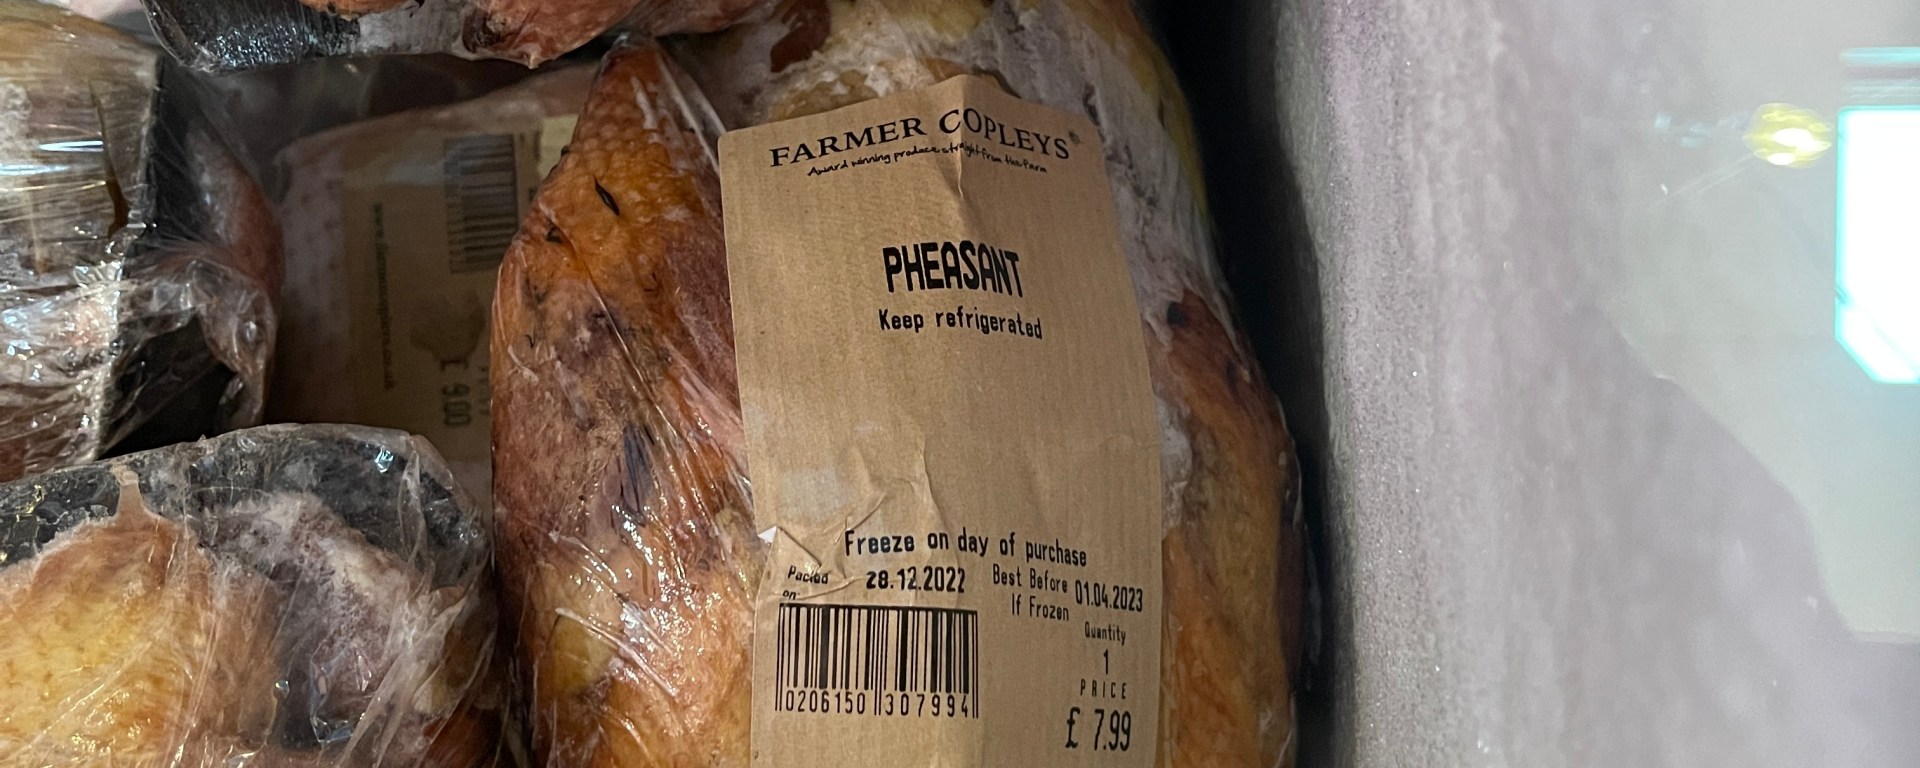 FARMER COPLEYS
Award winning produce straight from the farm
PHEASANT
Keep refrigerated
Freeze on day of purchase
Packed on: 28.12.2022
Best Before If Frozen 01.04.2023
Quantity
1
PRICE
£ 7.99
0206150 307994
£ 9.00